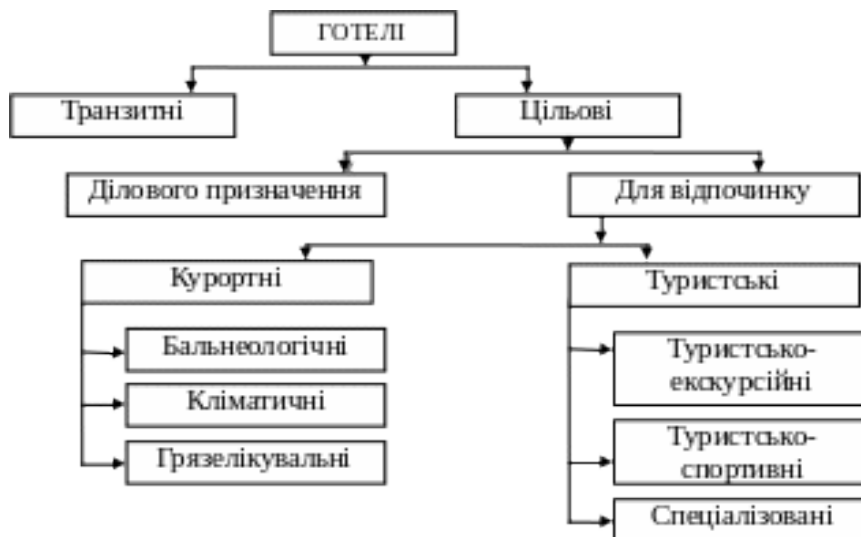 ГОТЕЛІ
Транзитні
Цільові
Ділового призначення
Для відпочинку
Курортні
Туристські
Бальнеологічні
Кліматичні
Грязелікувальні
Туристсько-
екскурсійні
Туристсько-
спортивні
Спеціалізовані